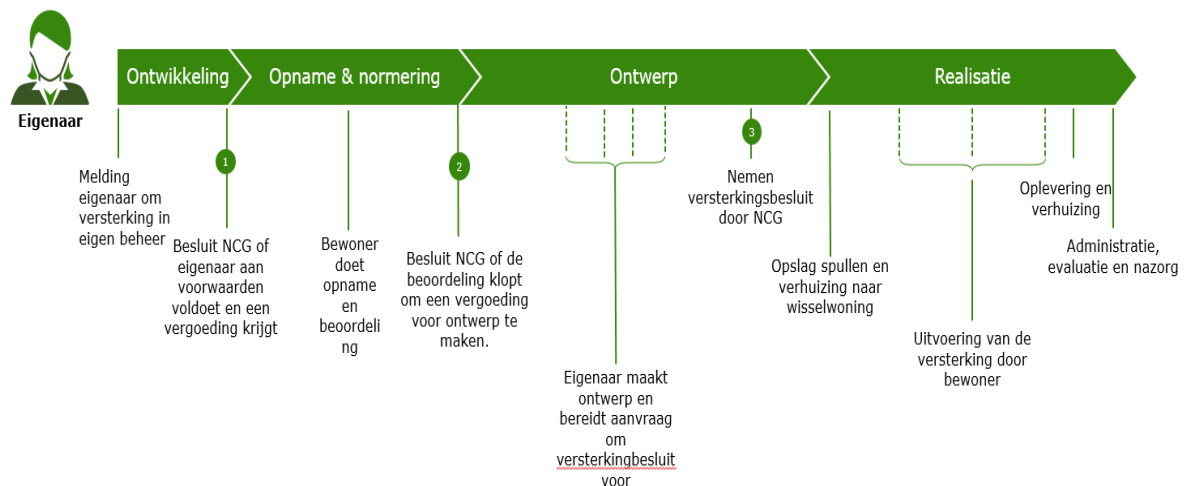 Eigenaar
Ontwikkeling
Opname & normering
Ontwerp
Realisatie
Melding
eigenaar om
versterking in
eigen beheer
1
Besluit NCG of
eigenaar aan
voorwaarden
voldoet en een
vergoeding krijgt
Bewoner
doet
opname
en
beoordeli
ng
2
Besluit NCG of de
beoordeling klopt
om een vergoeding
voor ontwerp te
maken.
Eigenaar maakt
ontwerp en
bereidt aanvraag
om
versterkingbesluit
voor
3
Nemen
versterkingsbesluit
door NCG
Opslag spullen en
verhuizing naar
wisselwoning
Uitvoering van de
versterking door
bewoner
Oplevering en
verhuizing
Administratie,
evaluatie en nazorg